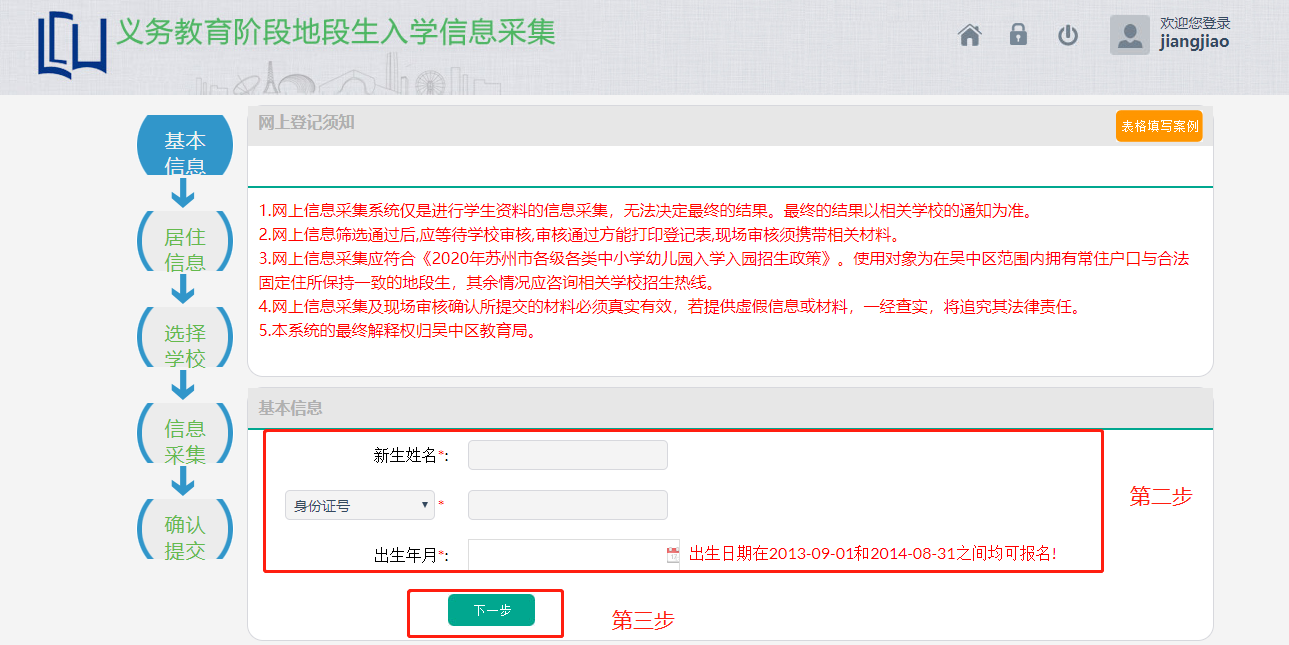 义务教育阶段地段生入学信息采集
欢迎您登录
jiangjiao
基本
信息
居住
信息
选择
学校
信息
采集
确认
提交
网上登记须知
表格填写案例
1.网上信息采集系统仅是进行学生资料的信息采集，无法决定最终的结果。最终的结果以相关学校的通知为准。
2.网上信息筛选通过后,应等待学校审核,审核通过方能打印登记表,现场审核须携带相关材料。
3.网上信息采集应符合《2020年苏州市各级各类中小学幼儿园入学入园招生政策》。使用对象为在吴中区范围内拥有常住户口与合法
固定住所保持一致的地段生，其余情况应咨询相关学校招生热线。
4.网上信息采集及现场审核确认所提交的材料必须真实有效，若提供虚假信息或材料，一经查实，将追究其法律责任。
5.本系统的最终解释权归吴中区教育局。
基本信息
新生姓名*:
身份证号 *
出生年月*: 出生日期在2013-09-01和2014-08-31之间均可报名!
第二步
下一步
第三步